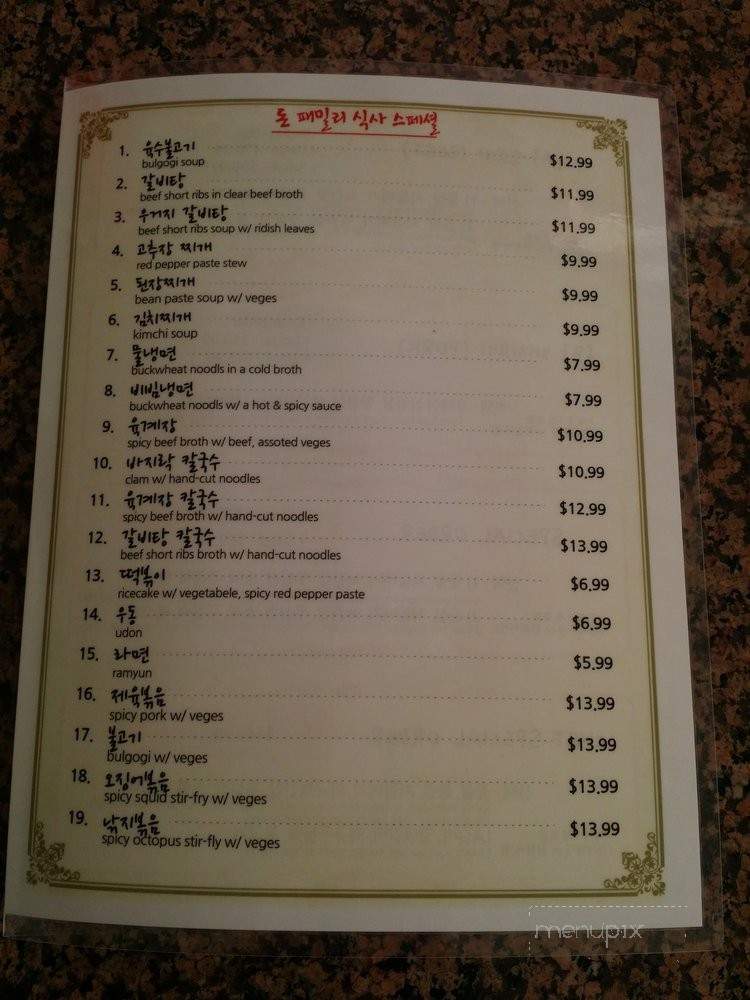 돈 패밀리 식사 스페셜
1. 육수불고기 $12.99
bulgogi soup
2. 갈비탕 $11.99
beef short ribs in clear beef broth
3. 우거지 갈비탕 $11.99
beef short ribs soup w/ ridish leaves
4. 고추장 찌개 $9.99
red pepper paste stew
5. 된장찌개 $9.99
bean paste soup w/ veges
6. 김치찌개 $9.99
kimchi soup
7. 물냉면 $7.99
buckwheat noodls in a cold broth
8. 비빔냉면 $7.99
buckwheat noodls w/ a hot & spicy sauce
9. 육계장 $10.99
spicy beef broth w/ beef, assoted veges
10. 바지락 칼국수 $10.99
clam w/ hand-cut noodles
11. 육계장 칼국수 $12.99
spicy beef broth w/ hand-cut noodles
12. 갈비탕 칼국수 $13.99
beef short ribs broth w/ hand-cut noodles
13. 떡볶이 $6.99
ricecake w/ vegetabele, spicy red pepper paste
14. 우동 $6.99
udon
15. 라면 $5.99
ramyun
16. 제육볶음 $13.99
spicy pork w/ veges
17. 불고기 $13.99
bulgogi w/ veges
18. 오징어볶음 $13.99
spicy squid stir-fry w/ veges
19. 낚지볶음 $13.99
spicy octopus stir-fly w/ veges
menupix